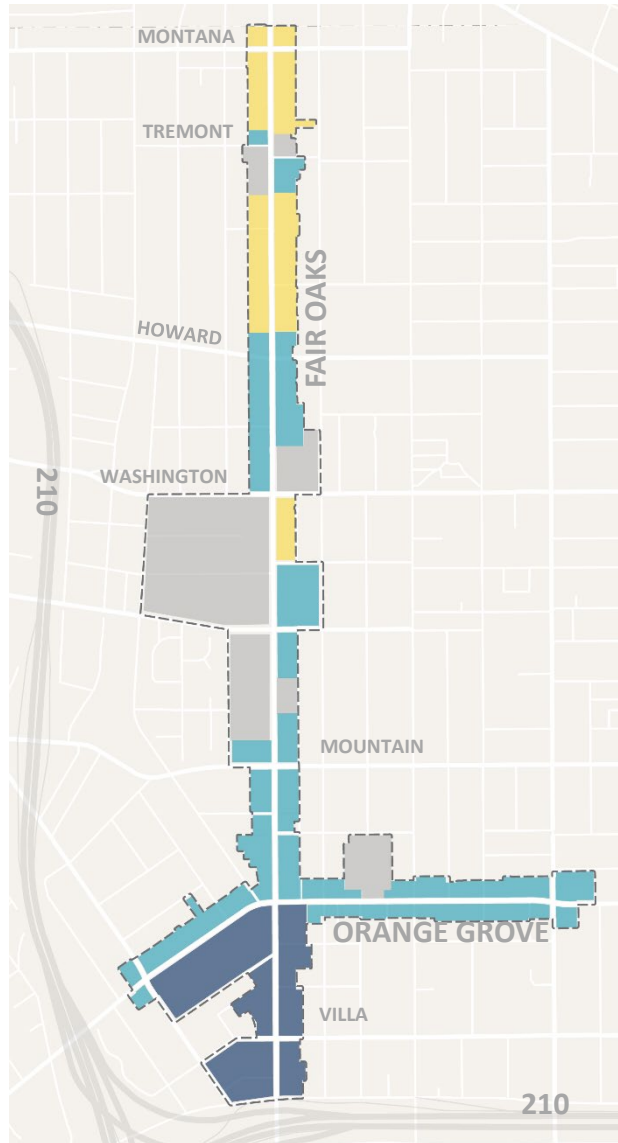 MONTANA
TREMONT
FAIR OAKS
HOWARD
WASHINGTON
210
MOUNTAIN
ORANGE GROVE
VILLA
210